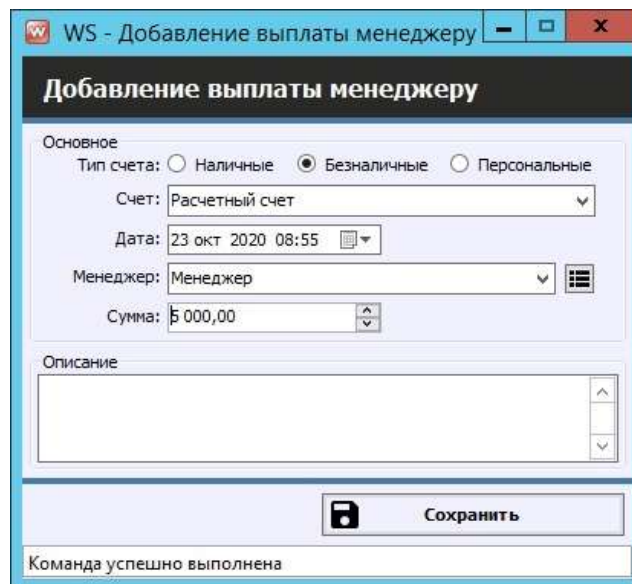 WS - Добавление выплаты менеджеру
Добавление выплаты менеджеру
Основное
Тип счета: Наличные Безналичные Персональные
Счет: Расчетный счет
Дата: 23 окт 2020 08:55
Менеджер: Менеджер
Сумма: 5 000,00
Описание
Сохранить
Команда успешно выполнена